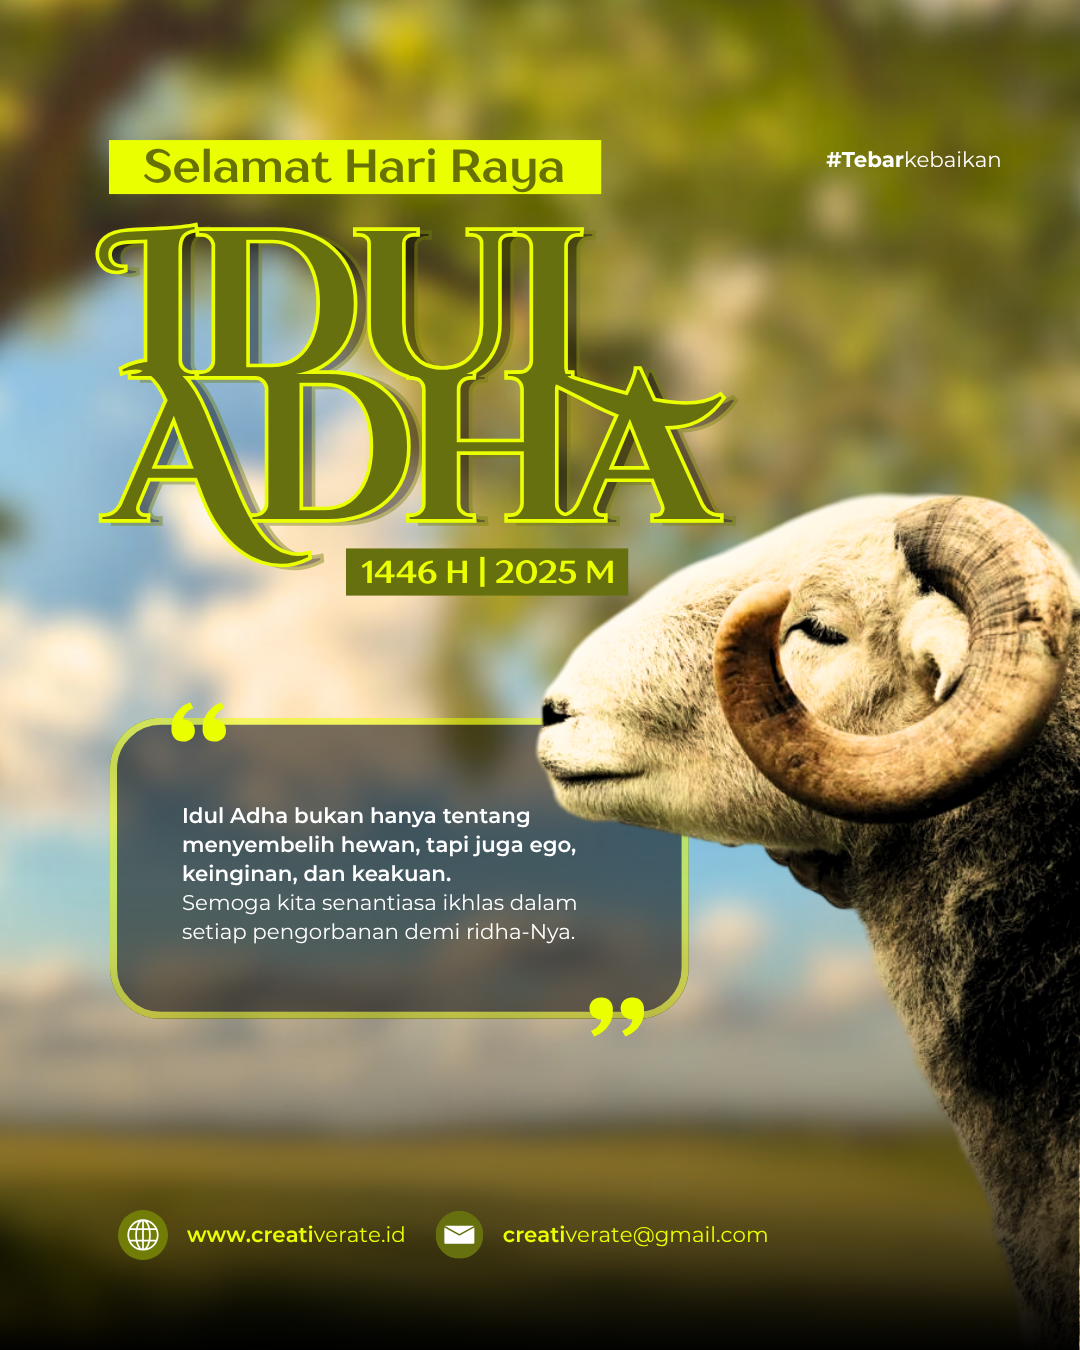 Selamat Hari Raya
#Tebarkebaikan
IDUL
ADHA
1446 H | 2025 M
“
Idul Adha bukan hanya tentang
menyembelih hewan, tapi juga ego,
keinginan, dan keakuan.
Semoga kita senantiasa ikhlas dalam
setiap pengorbanan demi ridha-Nya.
”
www.creativerate.id
creativerate@gmail.com